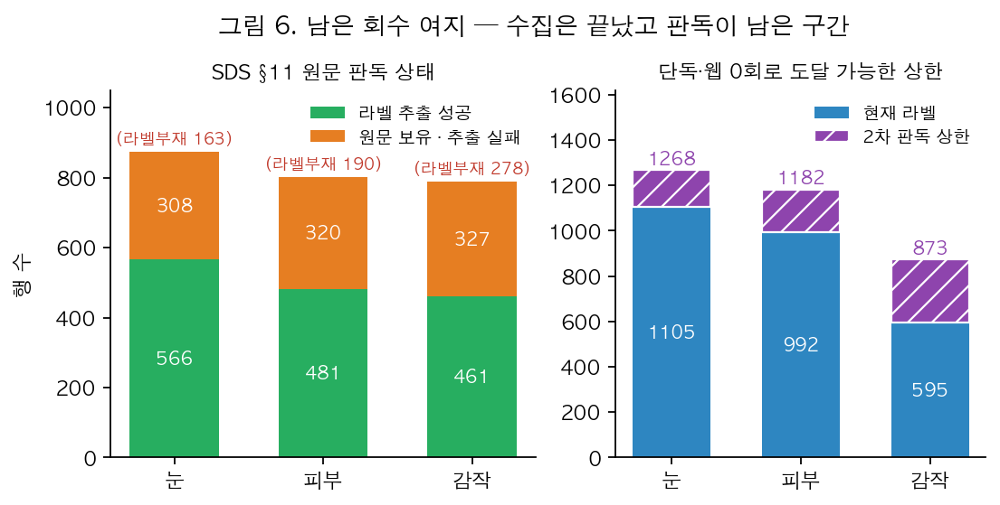 그림 6. 남은 회수 여지 — 수집은 끝났고 판독이 남은 구간
SDS §11 원문 판독 상태
행 수
1000
800
600
400
200
0
라벨 추출 성공
원문 보유 · 추출 실패
(라벨부재 163)
(라벨부재 190)
(라벨부재 278)
308
320
327
566
481
461
눈
피부
감작
단독·웹 0회로 도달 가능한 상한
1600
1400
1200
1000
800
600
400
200
0
현재 라벨
2차 판독 상한
1268
1182
873
1105
992
595
눈
피부
감작